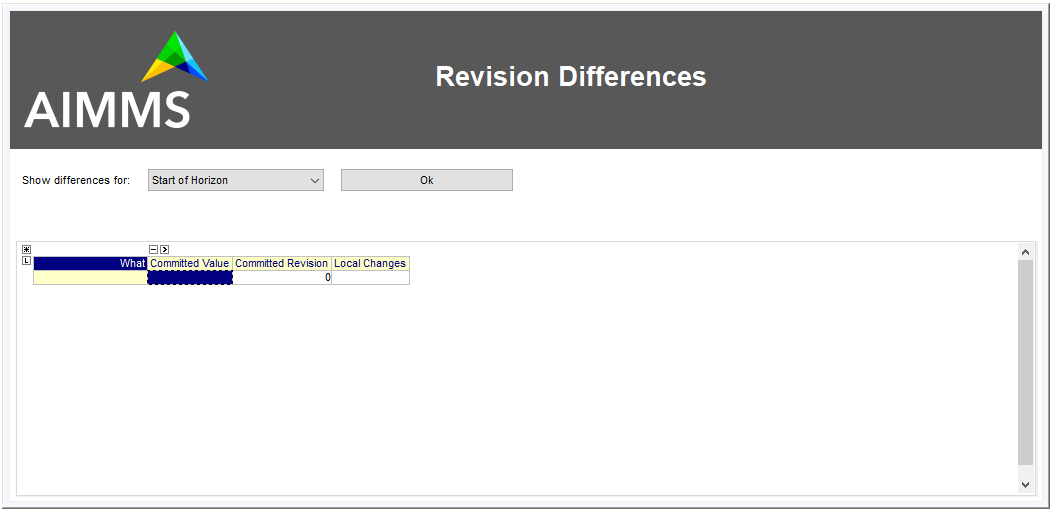 AIMMS
Revision Differences
Show differences for: Start of Horizon Ok
What Committed Value Committed Revision Local Changes
0